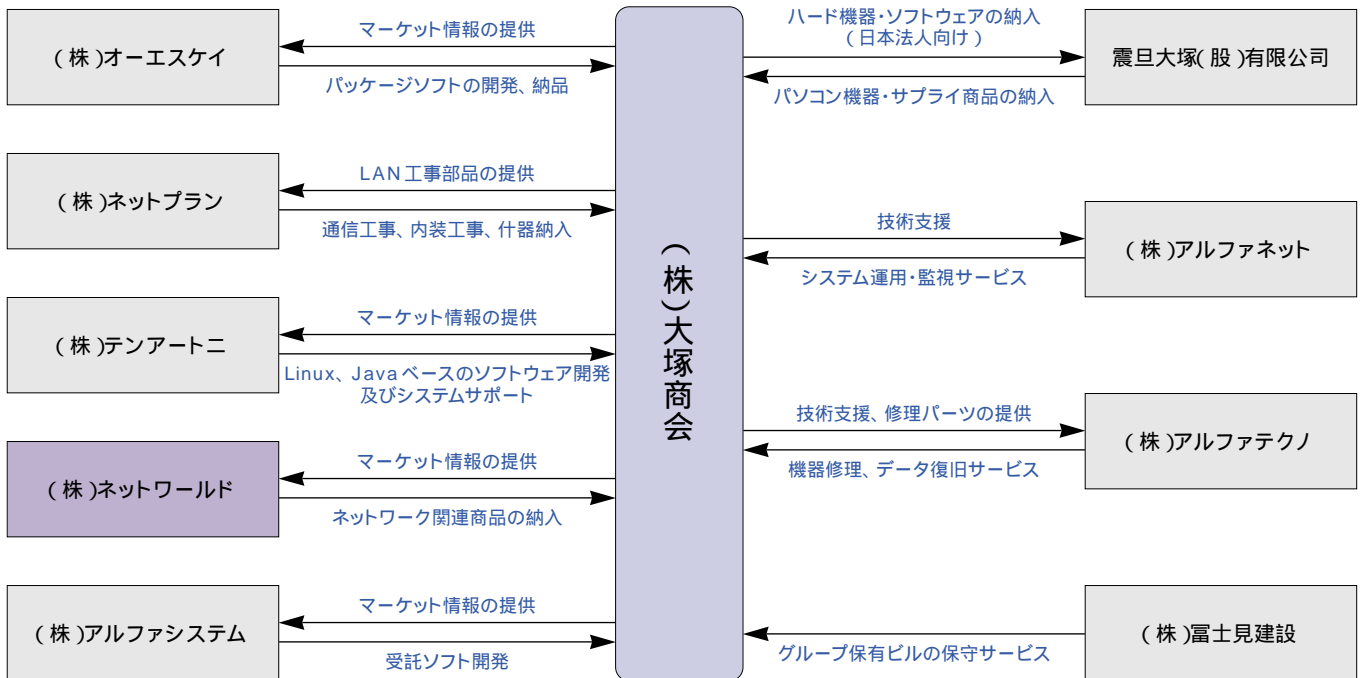 (株)オーエスケイ
マーケット情報の提供
パッケージソフトの開発、納品
(株)ネットプラン
LAN工事部品の提供
通信工事、内装工事、什器納入
(株)テンアートニ
マーケット情報の提供
Linux、Javaベースのソフトウェア開発
及びシステムサポート
(株)ネットワールド
マーケット情報の提供
ネットワーク関連商品の納入
(株)アルファシステム
マーケット情報の提供
受託ソフト開発
(株)大塚商会
ハード機器・ソフトウェアの納入
(日本法人向け)
パソコン機器・サプライ商品の納入
震旦大塚(股)有限公司
技術支援
システム運用・監視サービス
(株)アルファネット
技術支援、修理パーツの提供
機器修理、データ復旧サービス
(株)アルファテクノ
グループ保有ビルの保守サービス
(株)冨士見建設